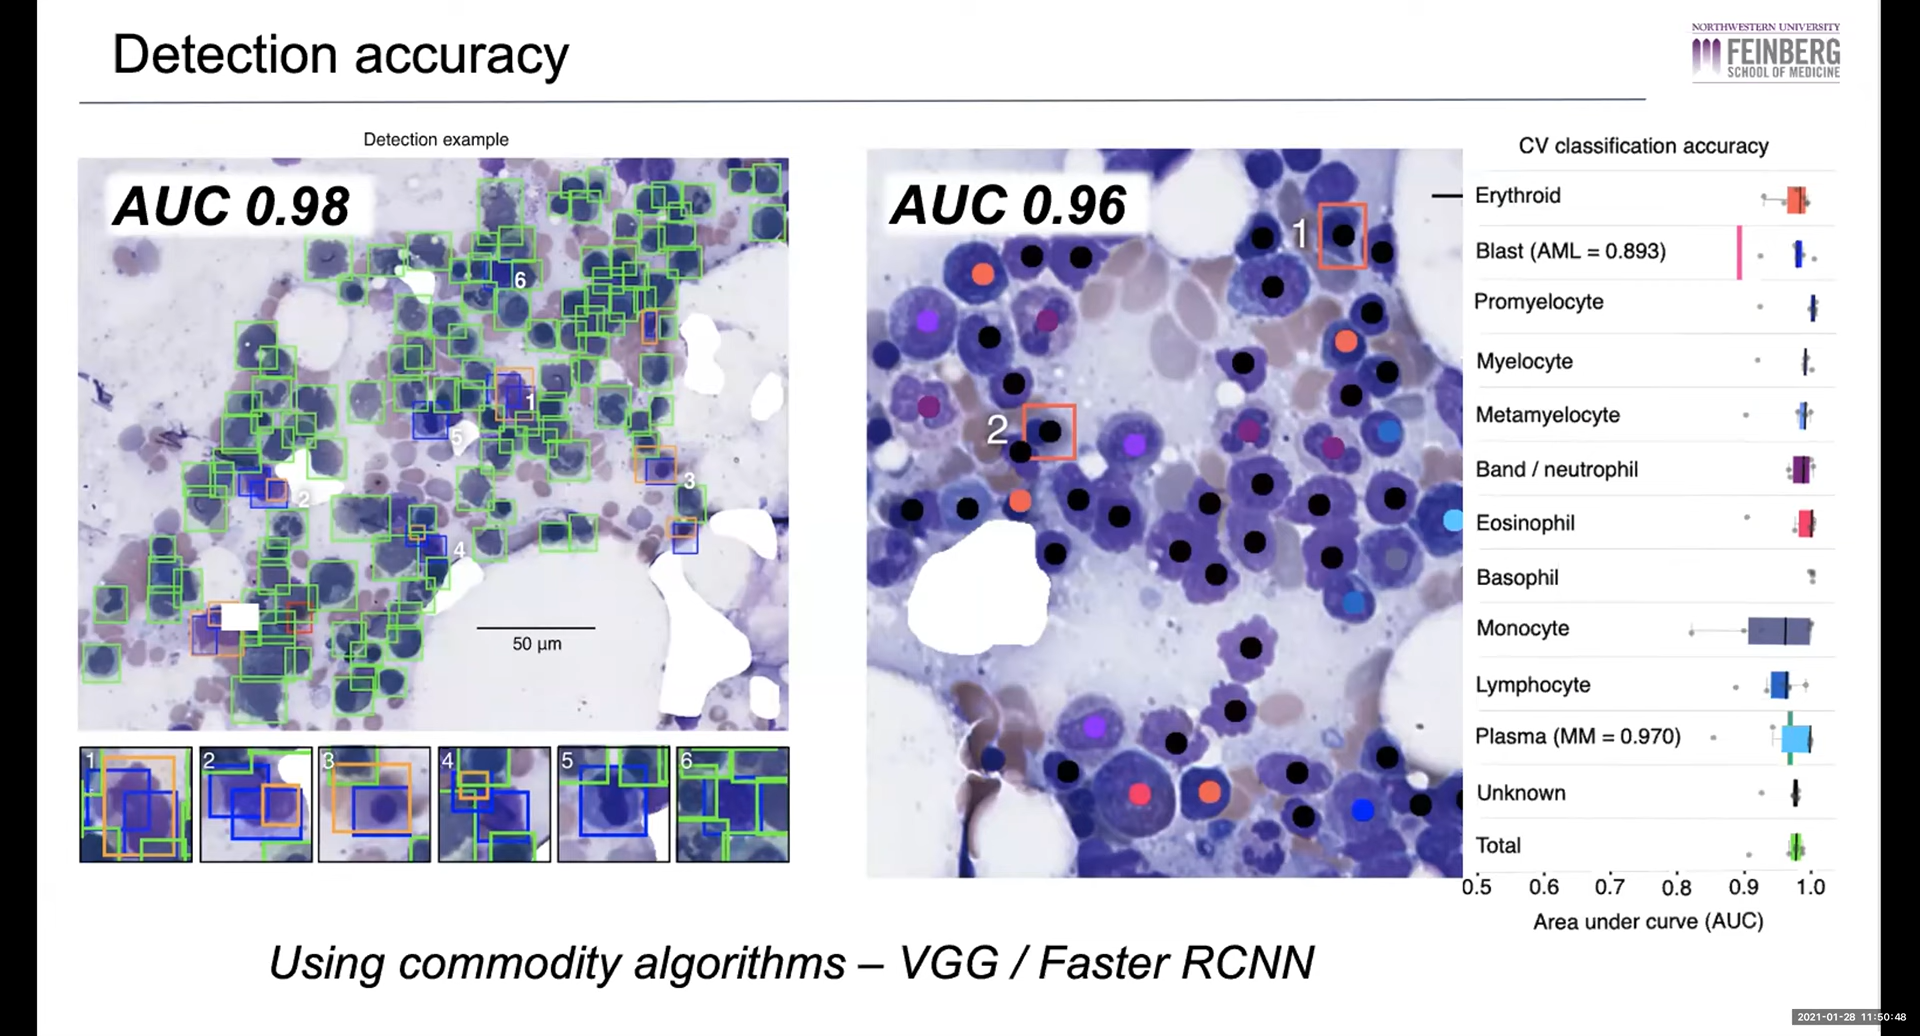 Detection accuracy
NORTHWESTERN UNIVERSITY
FEINBERG
SCHOOL OF MEDICINE
Detection example
AUC 0.98
6
1
5
3
2
4
50 µm
1
2
3
4
5
6
AUC 0.96
1
2
CV classification accuracy
Erythroid
Blast (AML = 0.893)
Promyelocyte
Myelocyte
Metamyelocyte
Band / neutrophil
Eosinophil
Basophil
Monocyte
Lymphocyte
Plasma (MM = 0.970)
Unknown
Total
0.5 0.6 0.7 0.8 0.9 1.0
Area under curve (AUC)
Using commodity algorithms – VGG / Faster RCNN
2021-01-28 11:50:48